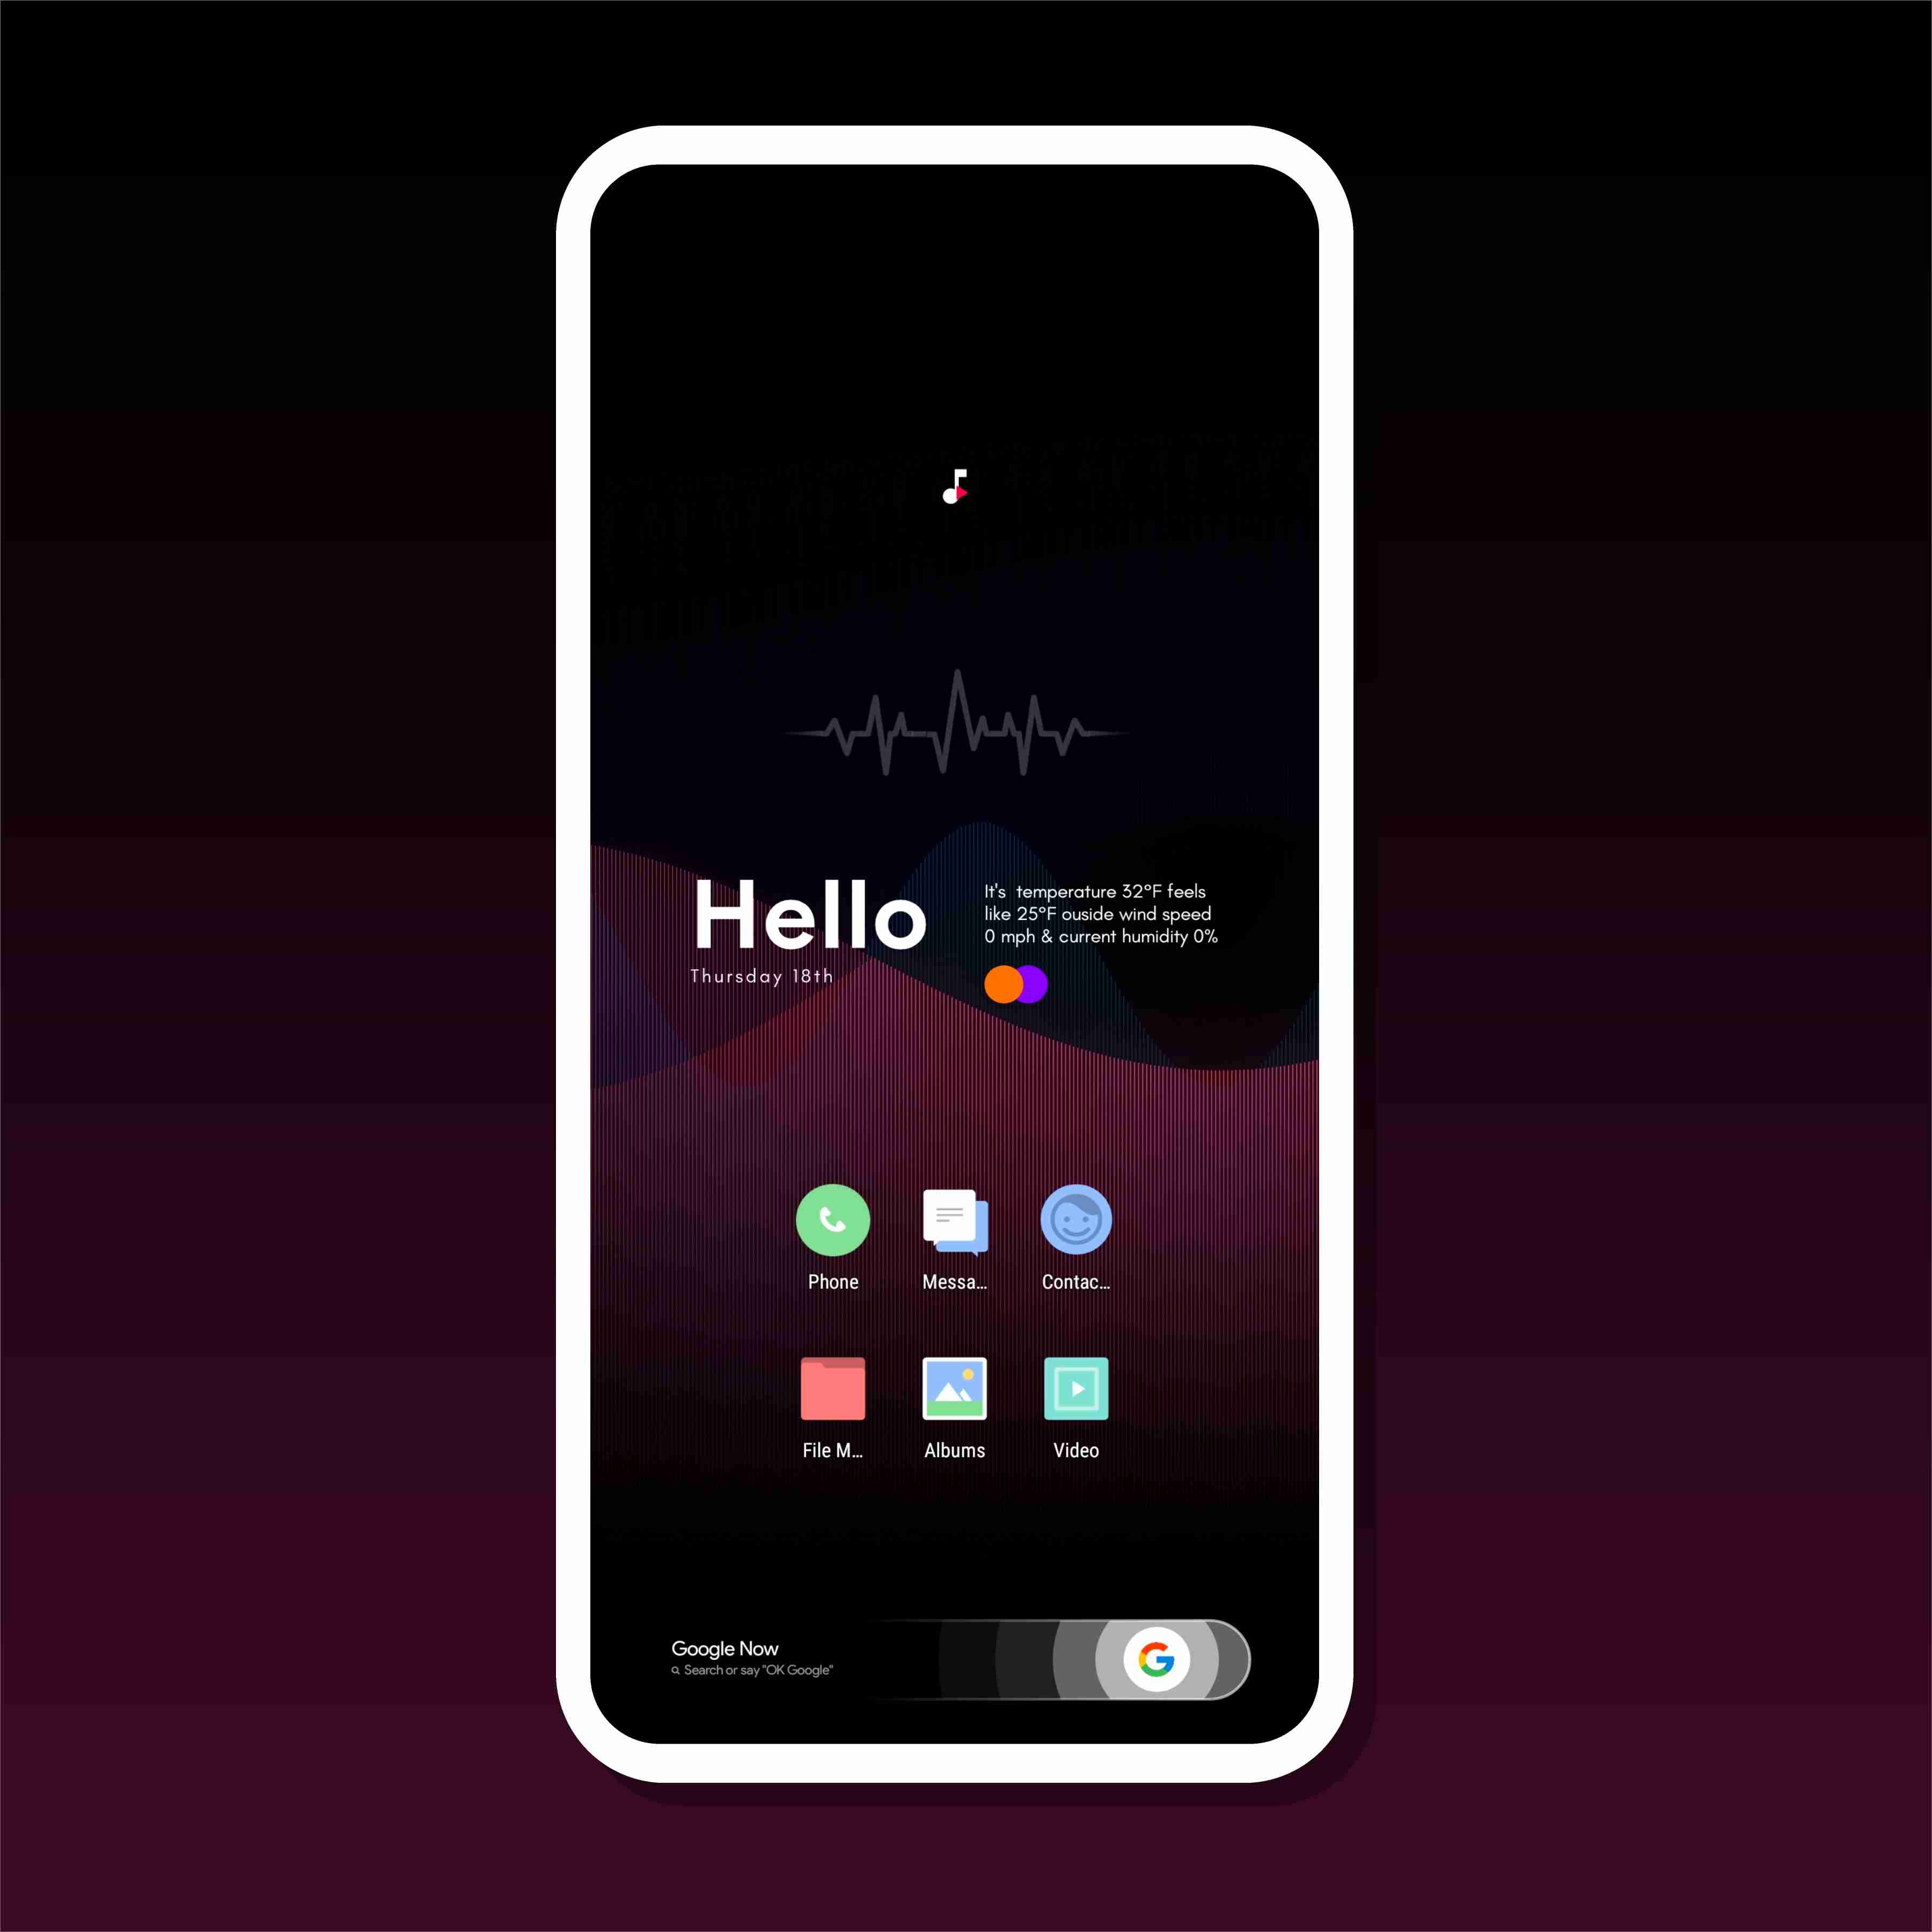 Hello
Thursday 18th
It's temperature 32°F feels
like 25°F ouside wind speed
0 mph & current humidity 0%
Phone
Messa...
Contac...
File M...
Albums
Video
Google Now
Search or say "OK Google"
G